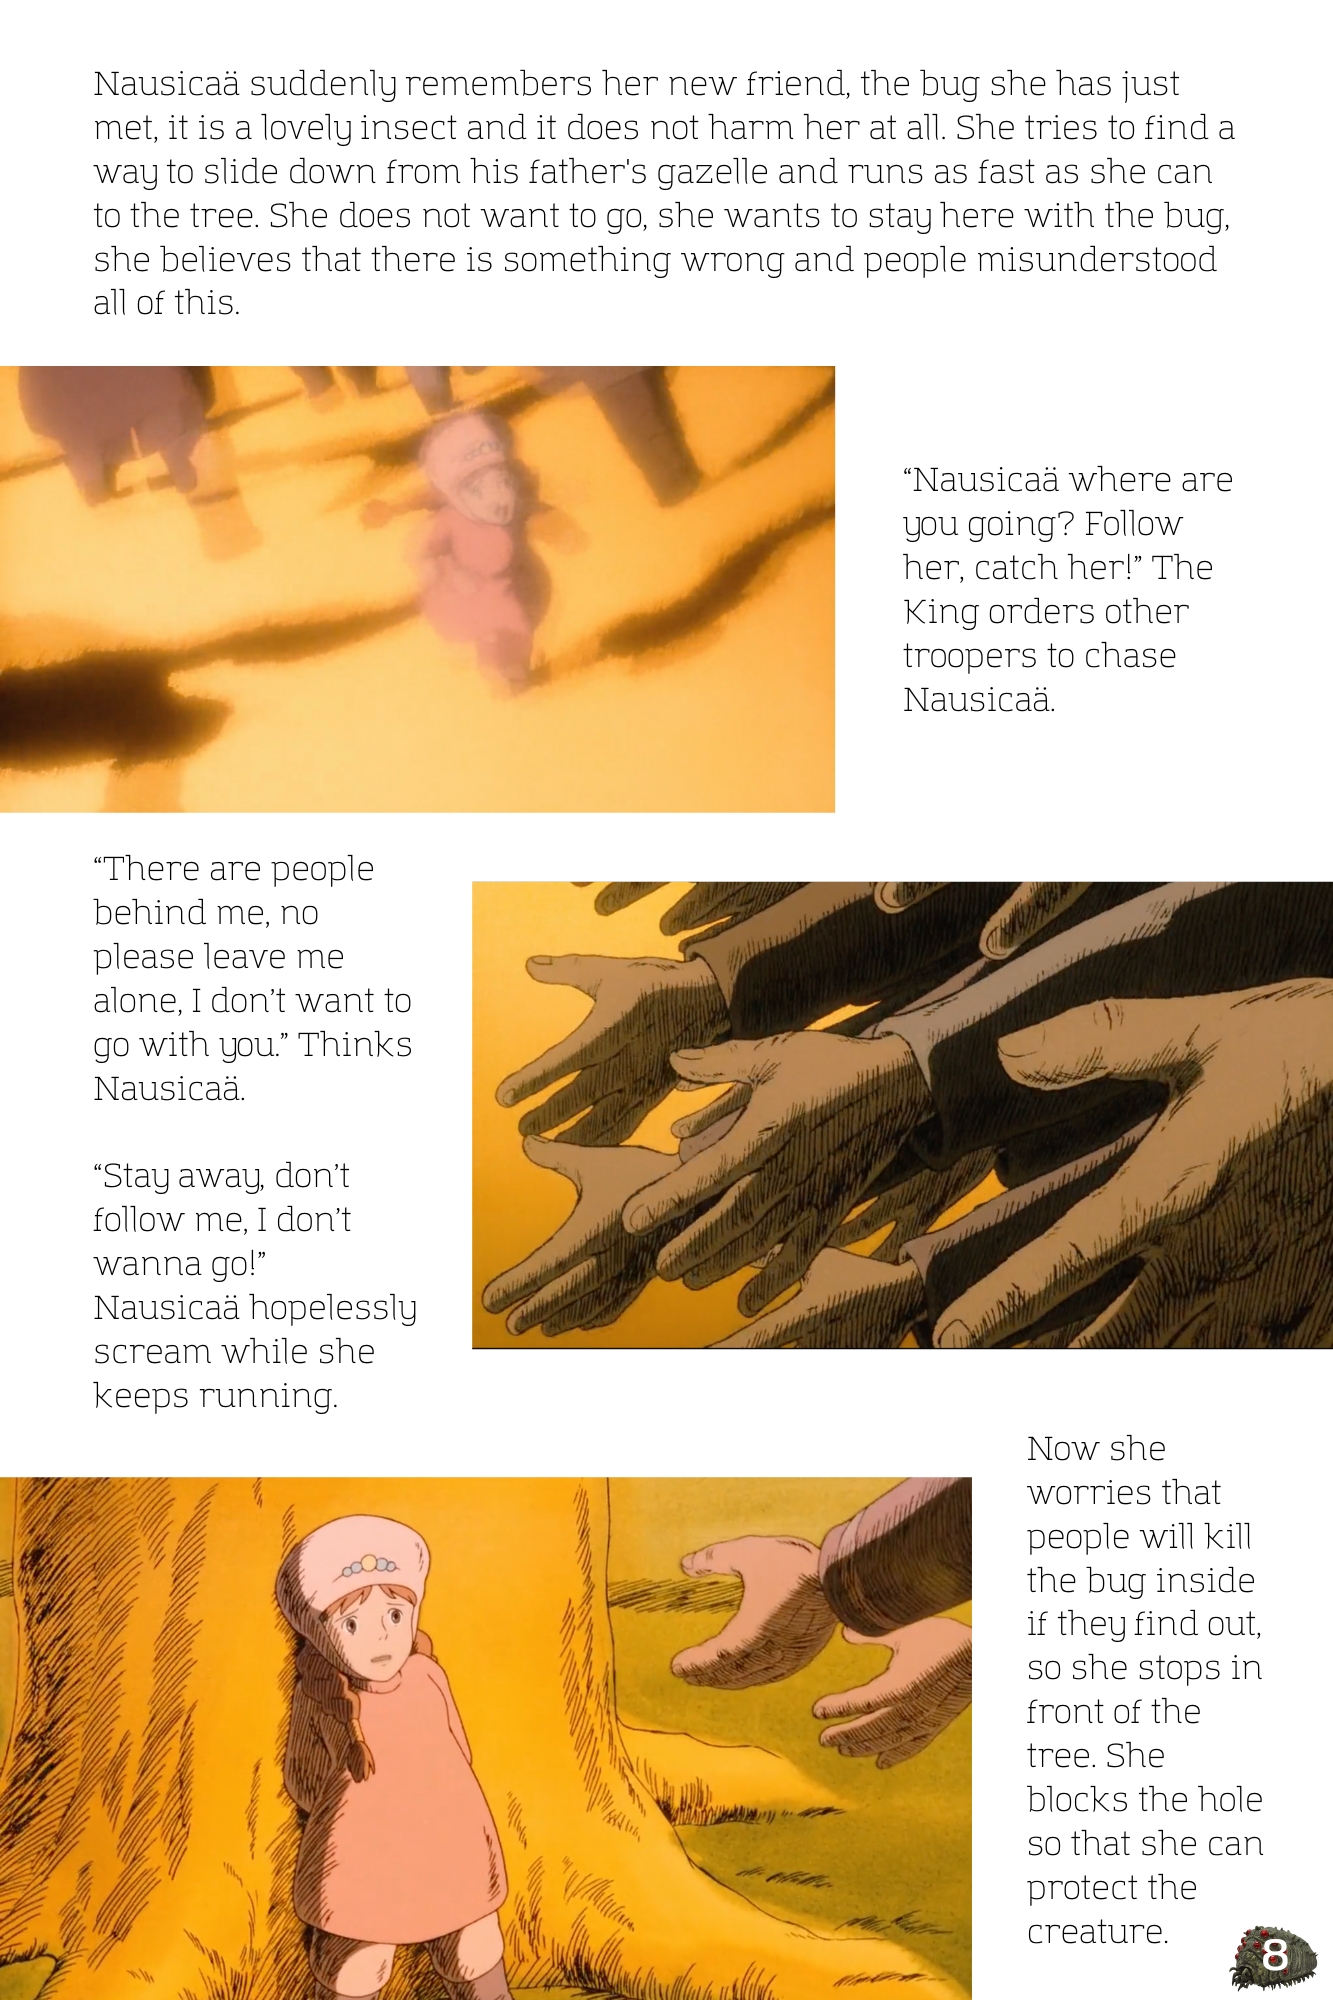 Nausicaä suddenly remembers her new friend, the bug she has just
met, it is a lovely insect and it does not harm her at all. She tries to find a
way to slide down from his father's gazelle and runs as fast as she can
to the tree. She does not want to go, she wants to stay here with the bug,
she believes that there is something wrong and people misunderstood
all of this.
“Nausicaä where are
you going? Follow
her, catch her!” The
King orders other
troopers to chase
Nausicaä.
“There are people
behind me, no
please leave me
alone, I don’t want to
go with you.” Thinks
Nausicaä.
“Stay away, don’t
follow me, I don’t
wanna go!”
Nausicaä hopelessly
scream while she
keeps running.
Now she
worries that
people will kill
the bug inside
if they find out,
so she stops in
front of the
tree. She
blocks the hole
so that she can
protect the
creature.
8